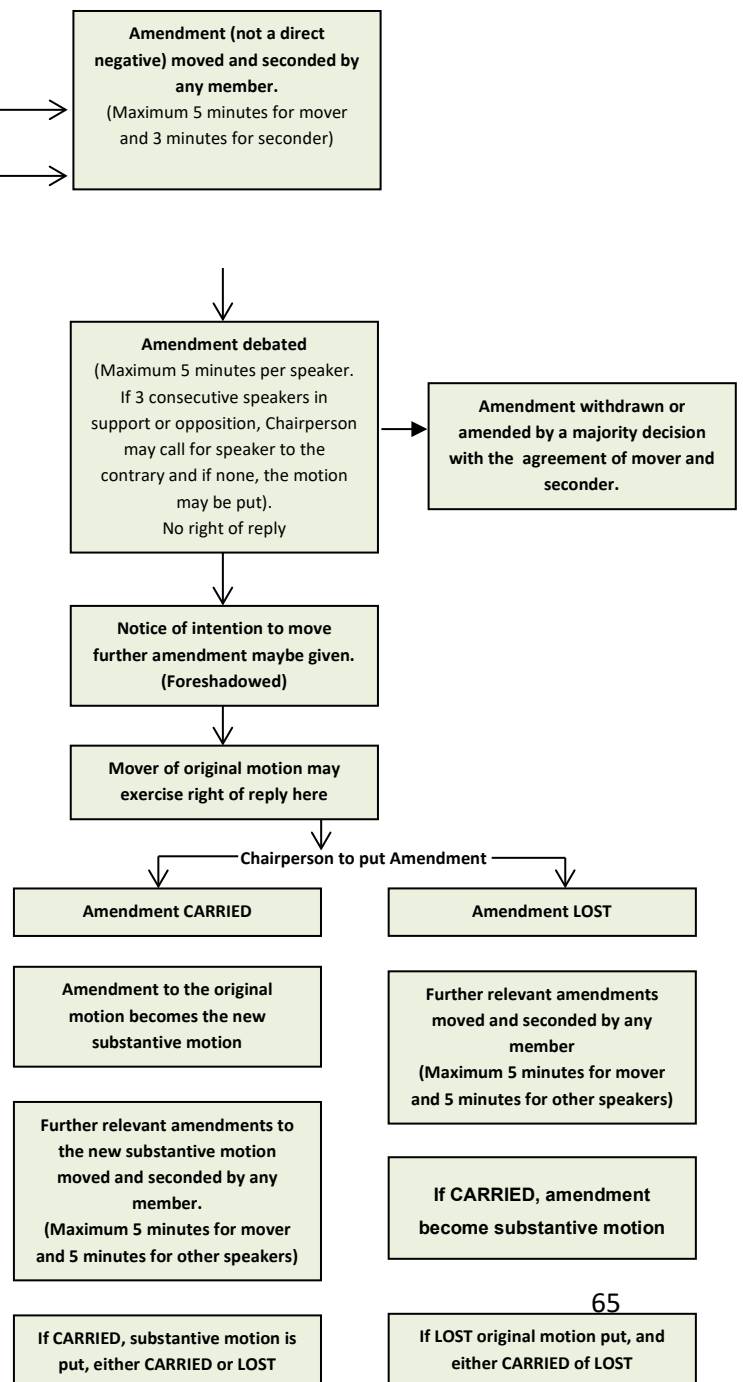 Amendment (not a direct
negative) moved and seconded by
any member.
(Maximum 5 minutes for mover
and 3 minutes for seconder)
Amendment debated
(Maximum 5 minutes per speaker.
If 3 consecutive speakers in
support or opposition, Chairperson
may call for speaker to the
contrary and if none, the motion
may be put).
No right of reply
Amendment withdrawn or
amended by a majority decision
with the agreement of mover and
seconder.
Notice of intention to move
further amendment maybe given.
(Foreshadowed)
Mover of original motion may
exercise right of reply here
Chairperson to put Amendment
Amendment CARRIED
Amendment to the original
motion becomes the new
substantive motion
Further relevant amendments to
the new substantive motion
moved and seconded by any
member.
(Maximum 5 minutes for mover
and 5 minutes for other speakers)
If CARRIED, substantive motion is
put, either CARRIED or LOST
Amendment LOST
Further relevant amendments
moved and seconded by any
member
(Maximum 5 minutes for mover
and 5 minutes for other speakers)
If CARRIED, amendment
become substantive motion
65
If LOST original motion put, and
either CARRIED of LOST